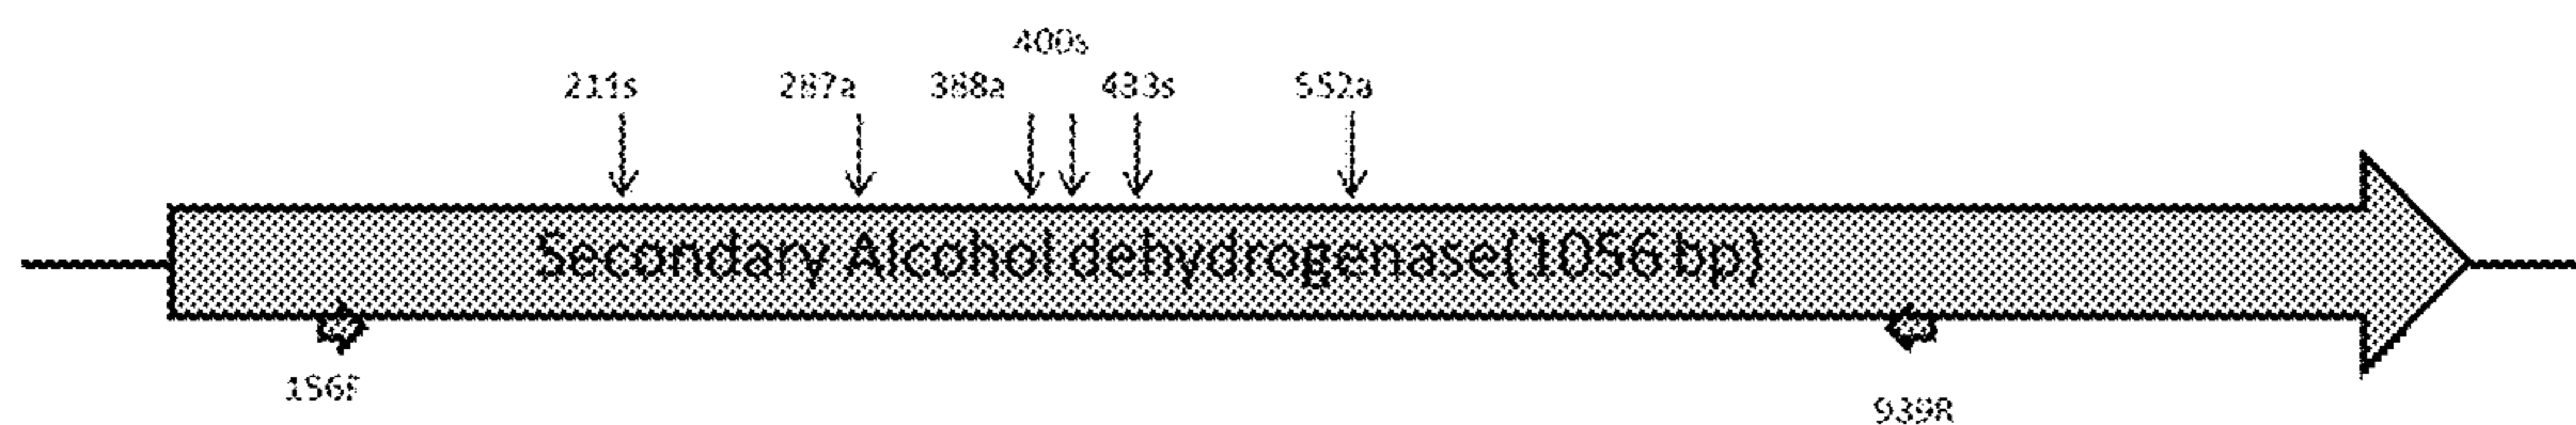 400s
211s 287a 388a 433s 552a
Secondary Alcohol dehydrogenase(1056 bp)
156F
939R